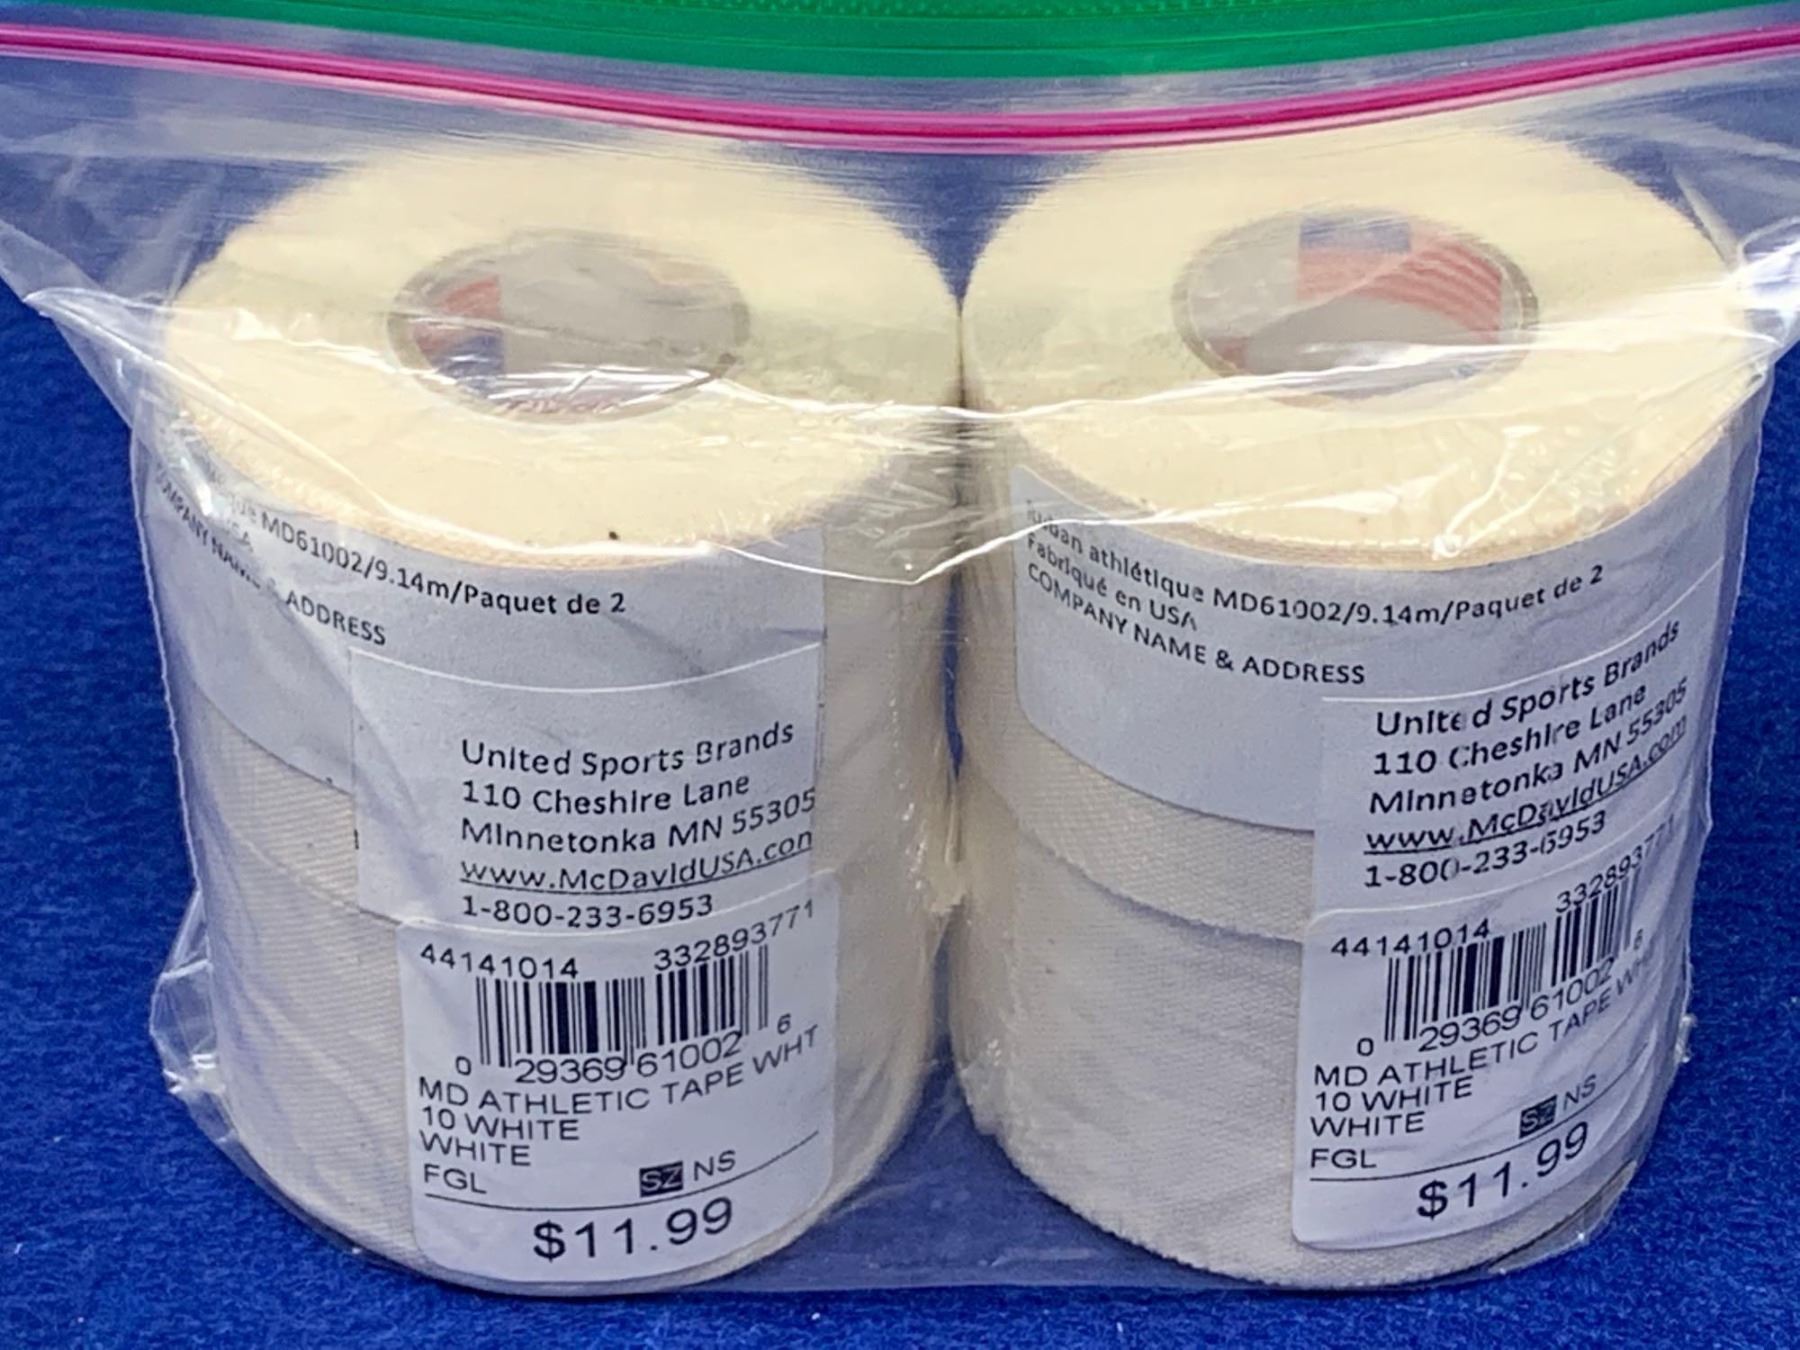 MD61002/9.14m/Paquet de 2
USA
COMPANY NAME & ADDRESS
United Sports Brands
110 Cheshire Lane
Minnetonka MN 55305
www.McDavidUSA.com
1-800-233-6953
44141014 332893771
0 29369 61002 6
MD ATHLETIC TAPE WHT
10 WHITE
WHITE
FGL SZ NS
$11.99
Ruban athlétique MD61002/9.14m/Paquet de 2
Fabriqué en USA
COMPANY NAME & ADDRESS
United Sports Brands
110 Cheshire Lane
Minnetonka MN 55305
www.McDavidUSA.com
1-800-233-6953
44141014 332893771
0 29369 61002 6
MD ATHLETIC TAPE WH
10 WHITE
WHITE
FGL SZ NS
$11.99